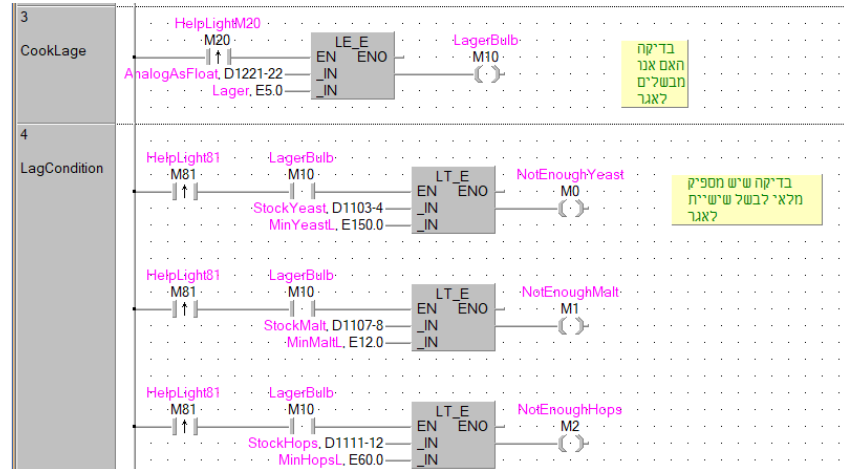 3
CookLage
HelpLightM20
M20
AnalogAsFloat, D1221-22
Lager, E5.0
LE_E
EN ENO
_IN
_IN
LagerBulb
M10
בדיקה
האם אנו
מבשלים
לאגר
4
LagCondition
HelpLight81
M81
LagerBulb
M10
StockYeast, D1103-4
MinYeastL, E150.0
LT_E
EN ENO
_IN
_IN
NotEnoughYeast
M0
בדיקה שיש מספיק
מלאי לבשל שישיית
לאגר
HelpLight81
M81
LagerBulb
M10
StockMalt, D1107-8
MinMaltL, E12.0
LT_E
EN ENO
_IN
_IN
NotEnoughMalt
M1
HelpLight81
M81
LagerBulb
M10
StockHops, D1111-12
MinHopsL, E60.0
LT_E
EN ENO
_IN
_IN
NotEnoughHops
M2